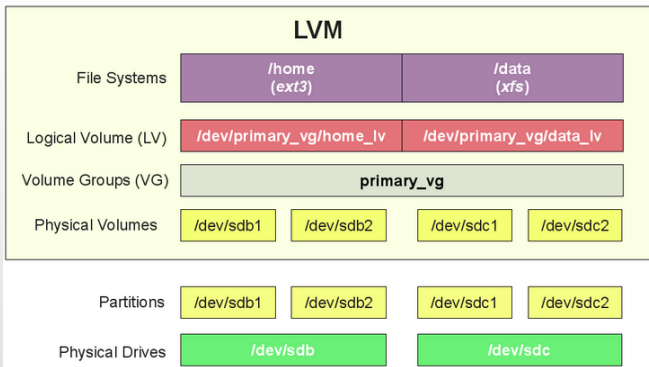 LVM
File Systems
/home
(ext3)
/data
(xfs)
Logical Volume (LV)
/dev/primary_vg/home_lv
/dev/primary_vg/data_lv
Volume Groups (VG)
primary_vg
Physical Volumes
/dev/sdb1
/dev/sdb2
/dev/sdc1
/dev/sdc2
Partitions
/dev/sdb1
/dev/sdb2
/dev/sdc1
/dev/sdc2
Physical Drives
/dev/sdb
/dev/sdc